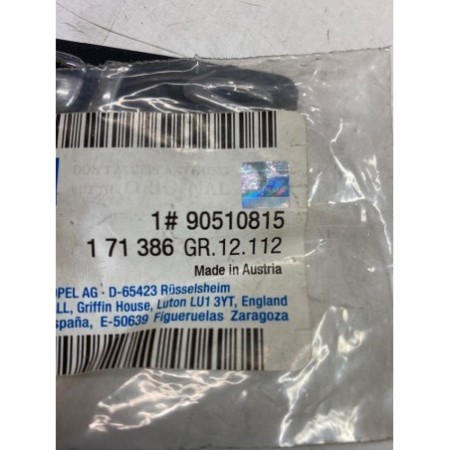 1# 90510815
1 71 386 GR.12.112
Made in Austria
OPEL AG · D-65423 Rüsselsheim
LL, Griffin House, Luton LU1 3YT, England
spaña, E-50639 Figueruelas Zaragoza